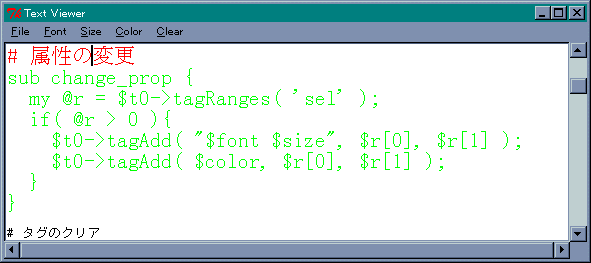 Text Viewer
File Font Size Color Clear
# 属性の変更
sub change_prop {
  my @r = $t0->tagRanges( 'sel' );
  if( @r > 0 ){
    $t0->tagAdd( "$font $size", $r[0], $r[1] );
    $t0->tagAdd( $color, $r[0], $r[1] );
  }
}
# タグのクリア